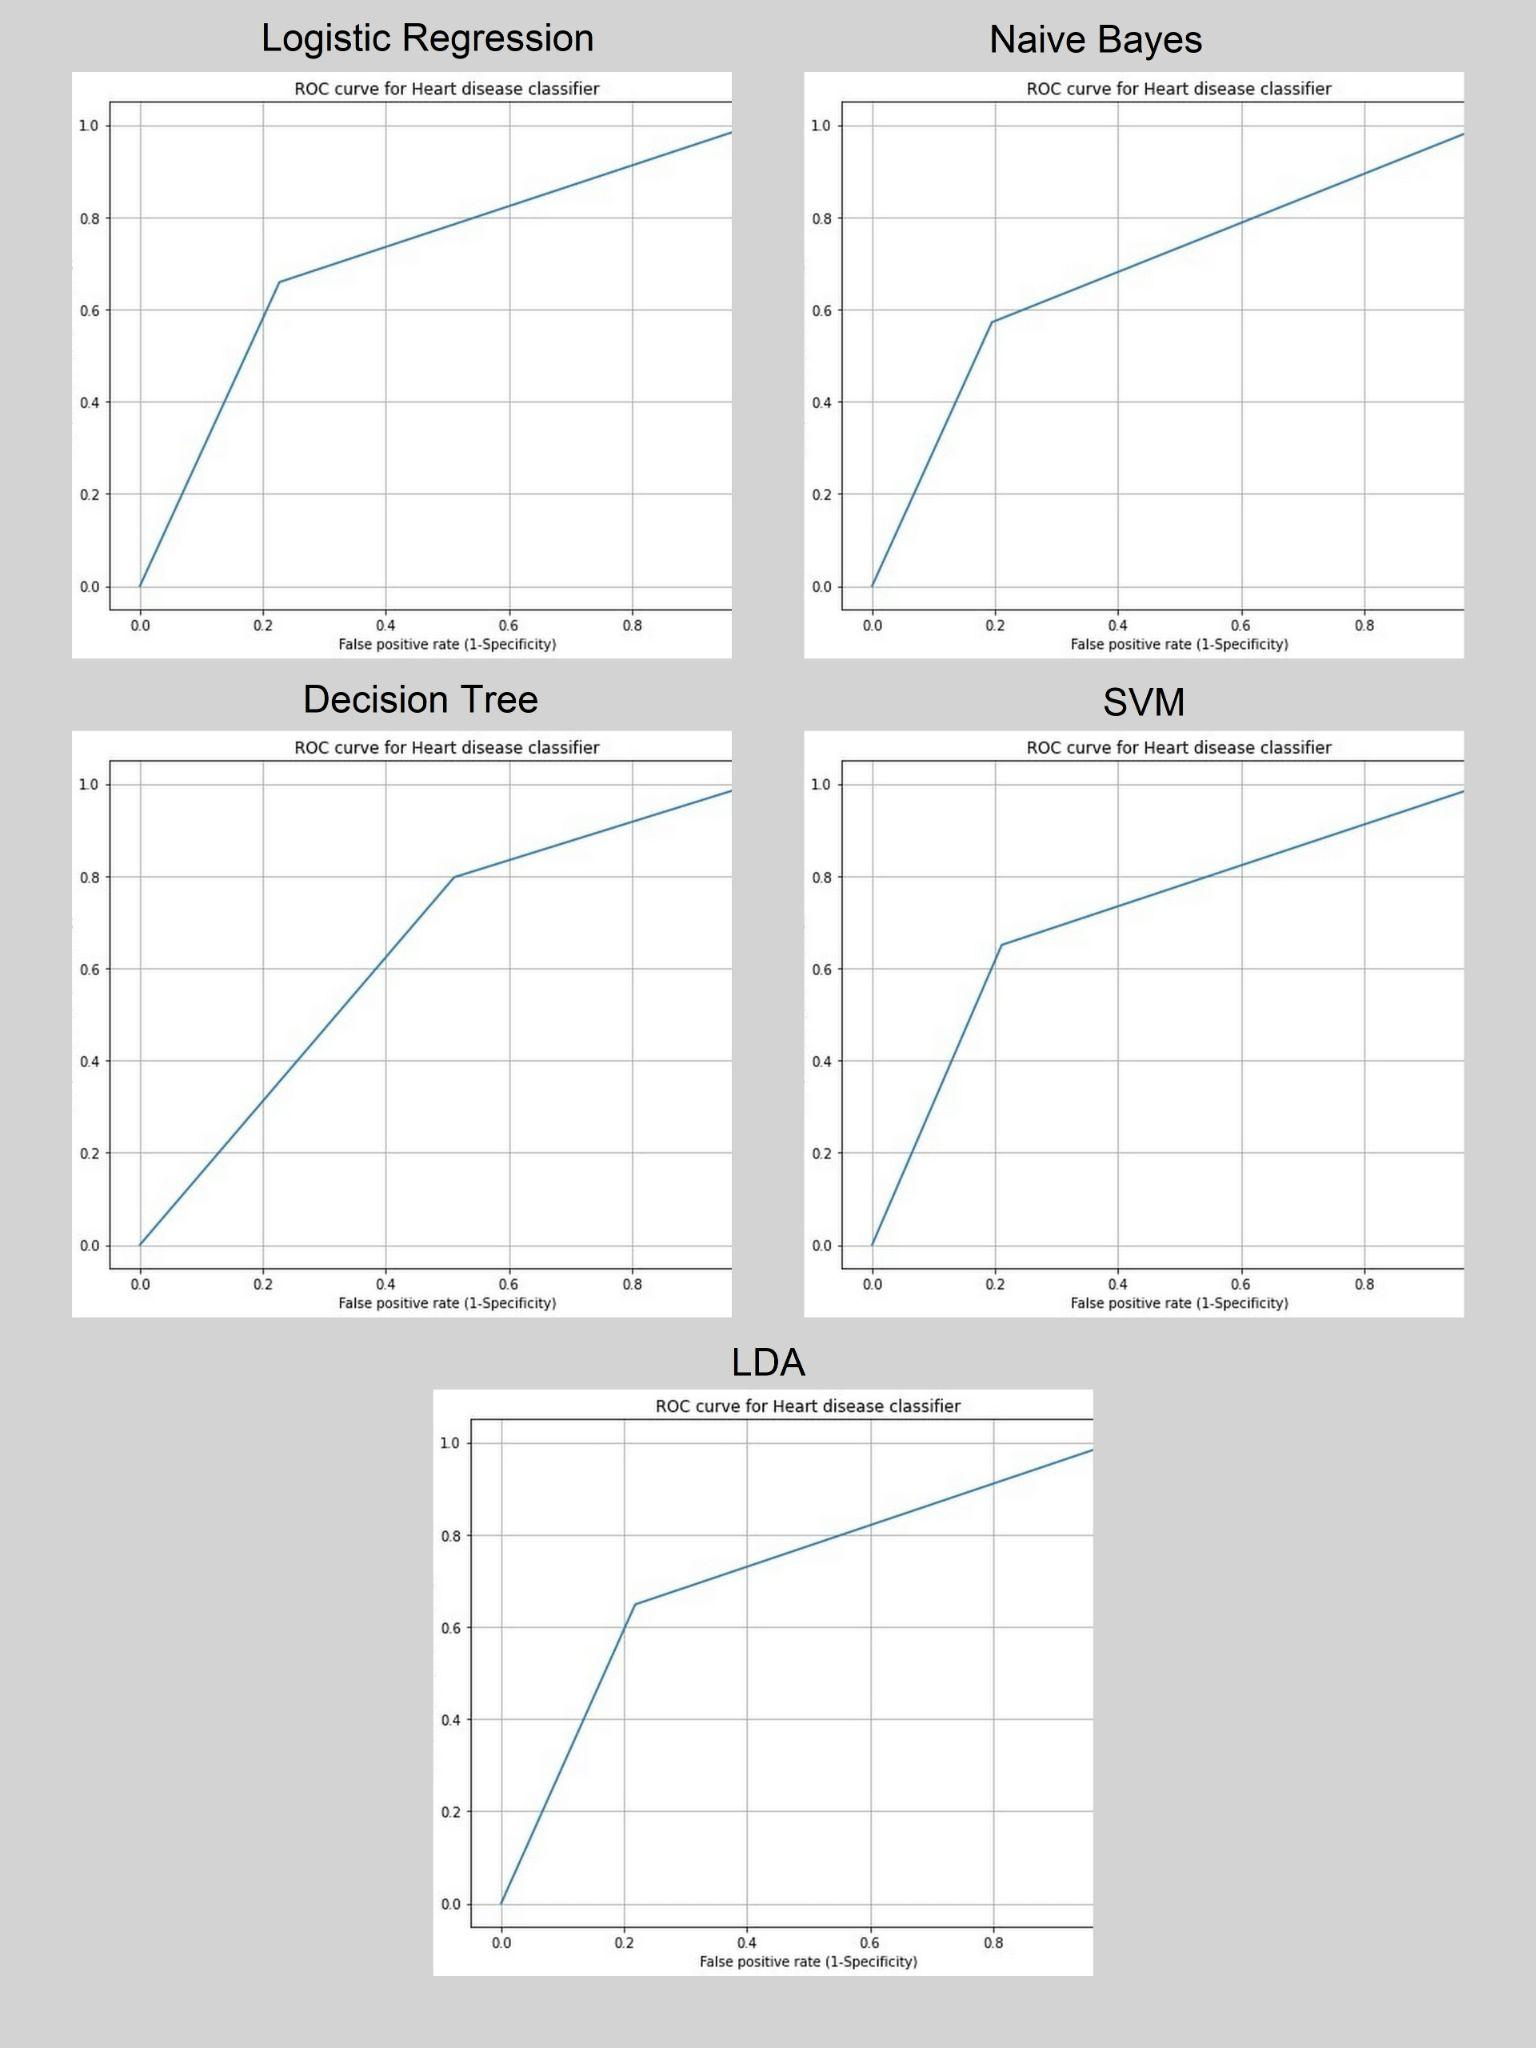 Logistic Regression
ROC curve for Heart disease classifier
1.0
0.8
0.6
0.4
0.2
0.0
0.0 0.2 0.4 0.6 0.8
False positive rate (1-Specificity)
Naive Bayes
ROC curve for Heart disease classifier
1.0
0.8
0.6
0.4
0.2
0.0
0.0 0.2 0.4 0.6 0.8
False positive rate (1-Specificity)
Decision Tree
ROC curve for Heart disease classifier
1.0
0.8
0.6
0.4
0.2
0.0
0.0 0.2 0.4 0.6 0.8
False positive rate (1-Specificity)
SVM
ROC curve for Heart disease classifier
1.0
0.8
0.6
0.4
0.2
0.0
0.0 0.2 0.4 0.6 0.8
False positive rate (1-Specificity)
LDA
ROC curve for Heart disease classifier
1.0
0.8
0.6
0.4
0.2
0.0
0.0 0.2 0.4 0.6 0.8
False positive rate (1-Specificity)